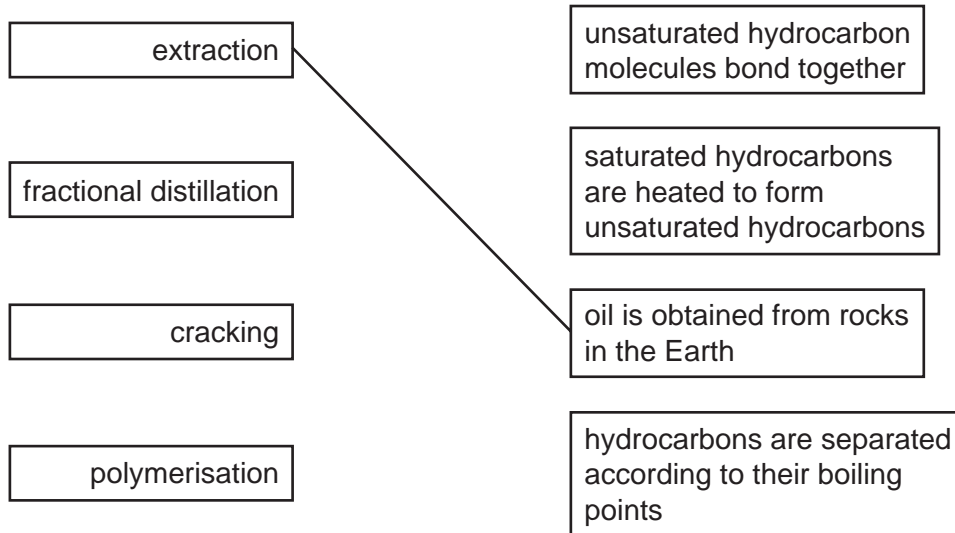 extraction
fractional distillation
cracking
polymerisation
unsaturated hydrocarbon
molecules bond together
saturated hydrocarbons
are heated to form
unsaturated hydrocarbons
oil is obtained from rocks
in the Earth
hydrocarbons are separated
according to their boiling
points